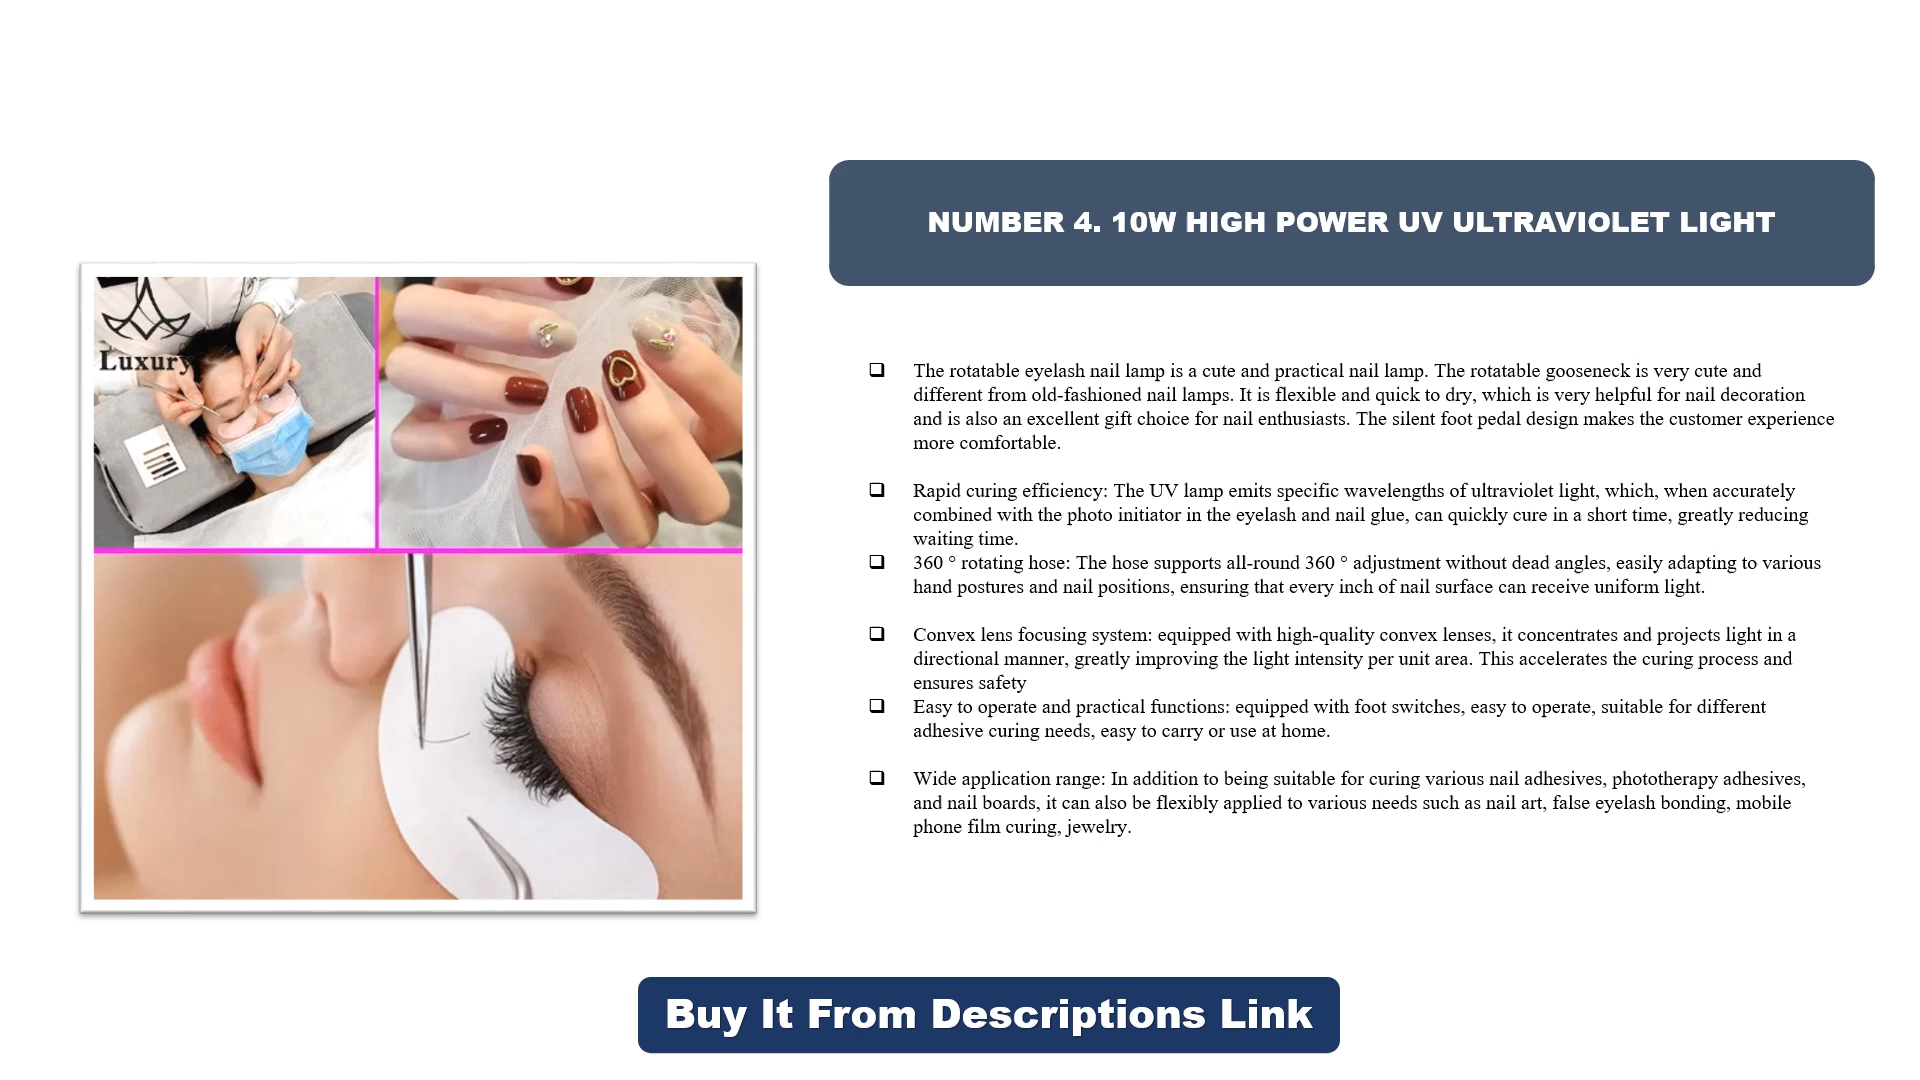 NUMBER 4. 10W HIGH POWER UV ULTRAVIOLET LIGHT
Luxury
The rotatable eyelash nail lamp is a cute and practical nail lamp. The rotatable gooseneck is very cute and
different from old-fashioned nail lamps. It is flexible and quick to dry, which is very helpful for nail decoration
and is also an excellent gift choice for nail enthusiasts. The silent foot pedal design makes the customer experience
more comfortable.
Rapid curing efficiency: The UV lamp emits specific wavelengths of ultraviolet light, which, when accurately
combined with the photo initiator in the eyelash and nail glue, can quickly cure in a short time, greatly reducing
waiting time.
360 ° rotating hose: The hose supports all-round 360 ° adjustment without dead angles, easily adapting to various
hand postures and nail positions, ensuring that every inch of nail surface can receive uniform light.
Convex lens focusing system: equipped with high-quality convex lenses, it concentrates and projects light in a
directional manner, greatly improving the light intensity per unit area. This accelerates the curing process and
ensures safety
Easy to operate and practical functions: equipped with foot switches, easy to operate, suitable for different
adhesive curing needs, easy to carry or use at home.
Wide application range: In addition to being suitable for curing various nail adhesives, phototherapy adhesives,
and nail boards, it can also be flexibly applied to various needs such as nail art, false eyelash bonding, mobile
phone film curing, jewelry.
Buy It From Descriptions Link